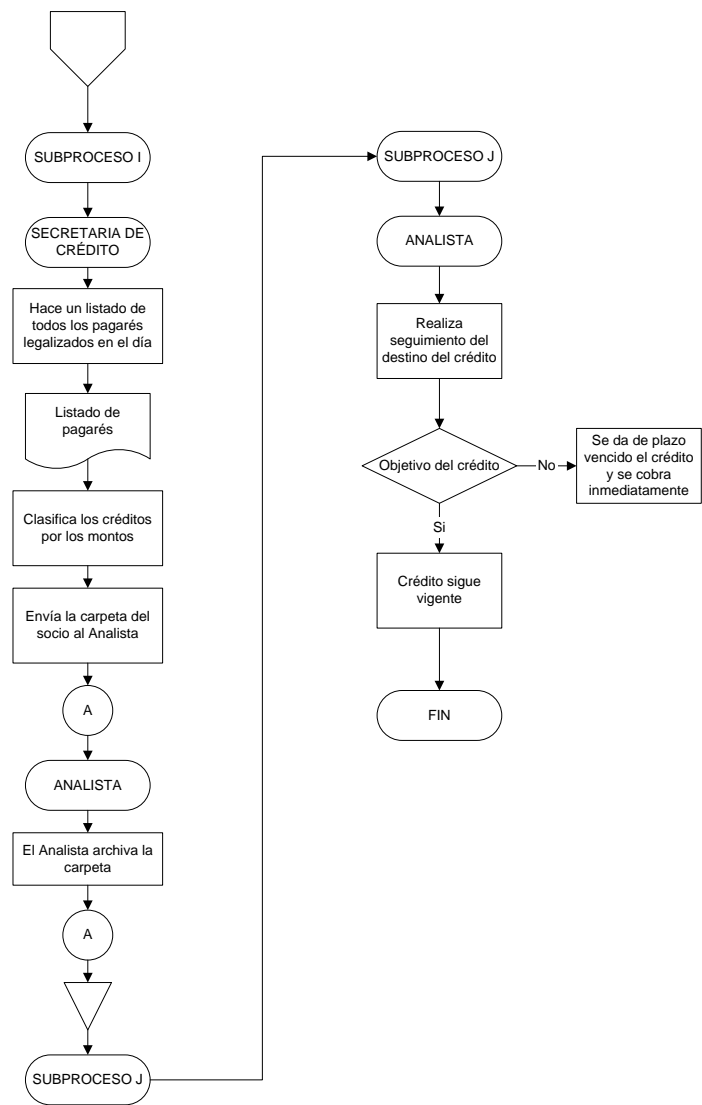 SUBPROCESO I
SECRETARIA DE
CRÉDITO
Hace un listado de
todos los pagarés
legalizados en el día
Listado de
pagarés
Clasifica los créditos
por los montos
Envía la carpeta del
socio al Analista
A
ANALISTA
El Analista archiva la
carpeta
A
SUBPROCESO J
SUBPROCESO J
ANALISTA
Realiza
seguimiento del
destino del crédito
Objetivo del crédito
No
Se da de plazo
vencido el crédito
y se cobra
inmediatamente
Si
Crédito sigue
vigente
FIN